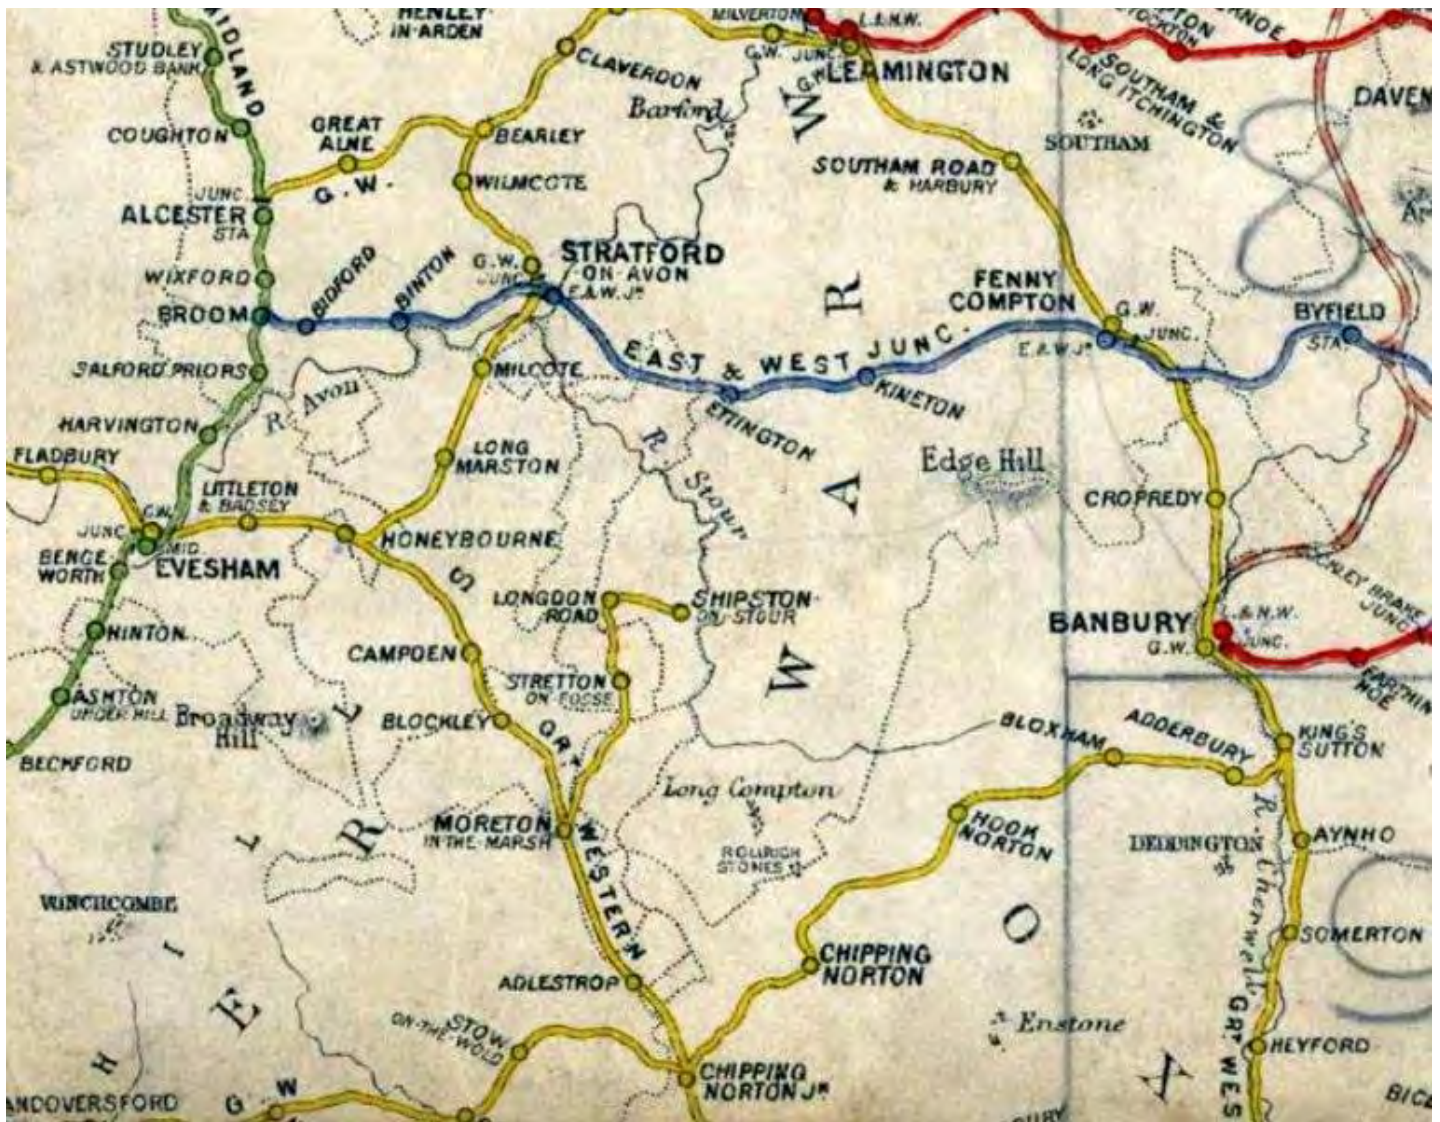 HENLEY
IN-ARDEN
MILVERTON
L.& N.W.
STUDLEY
& ASTWOOD BANK
MIDLAND
CLAVERDON
G.W. JUNC
G.W.
LEAMINGTON
SOUTHAM &
LONG ITCHINGTON
COUGHTON
GREAT
ALNE
BEARLEY
Barford
W
SOUTHAM
SOUTHAM ROAD
& HARBURY
JUNC.
ALCESTER
STA
G.W.
WILMCOTE
WIXFORD
BIDFORD
BINTON
G.W.
JUNC
STRATFORD
ON-AVON
E.& W. Jn
R
FENNY
COMPTON
G.W.
JUNC.
E.& W. Jn
BYFIELD
STA.
BROOM
EAST & WEST JUNC.
SALFORD PRIORS
R Avon
MILCOTE
ETTINGTON
KINETON
HARVINGTON
FLADBURY
LONG
MARSTON
R Stour
A
Edge Hill
CROPREDY
LITTLETON
& BADSEY
JUNC
G.W.
MID
BENGE
WORTH
EVESHAM
HONEYBOURNE
LONGDON
ROAD
SHIPSTON
ON-STOUR
HINTON
CAMPDEN
STRETTON
ON-FOSSE
W
BANBURY
L.& N.W.
JUNC.
G.W.
ASHTON
UNDER HILL
Broadway
Hill
BLOCKLEY
BLOXHAM
ADDERBURY
KING'S
SUTTON
BECKFORD
GRT WESTERN
Long Compton
MORETON
IN-THE-MARSH
ROLLRICH
STONES
HOOK
NORTON
DEDDINGTON
AYNHO
R. Cherwell
WINCHCOMBE
R
L
I
O
SOMERTON
CHIPPING
NORTON
ADLESTROP
E
STOW
ON-THE-WOLD
Enstone
HEYFORD
H
CHIPPING
NORTON Jn
GRT WES
X
ANDOVERSFORD
G W
BICE